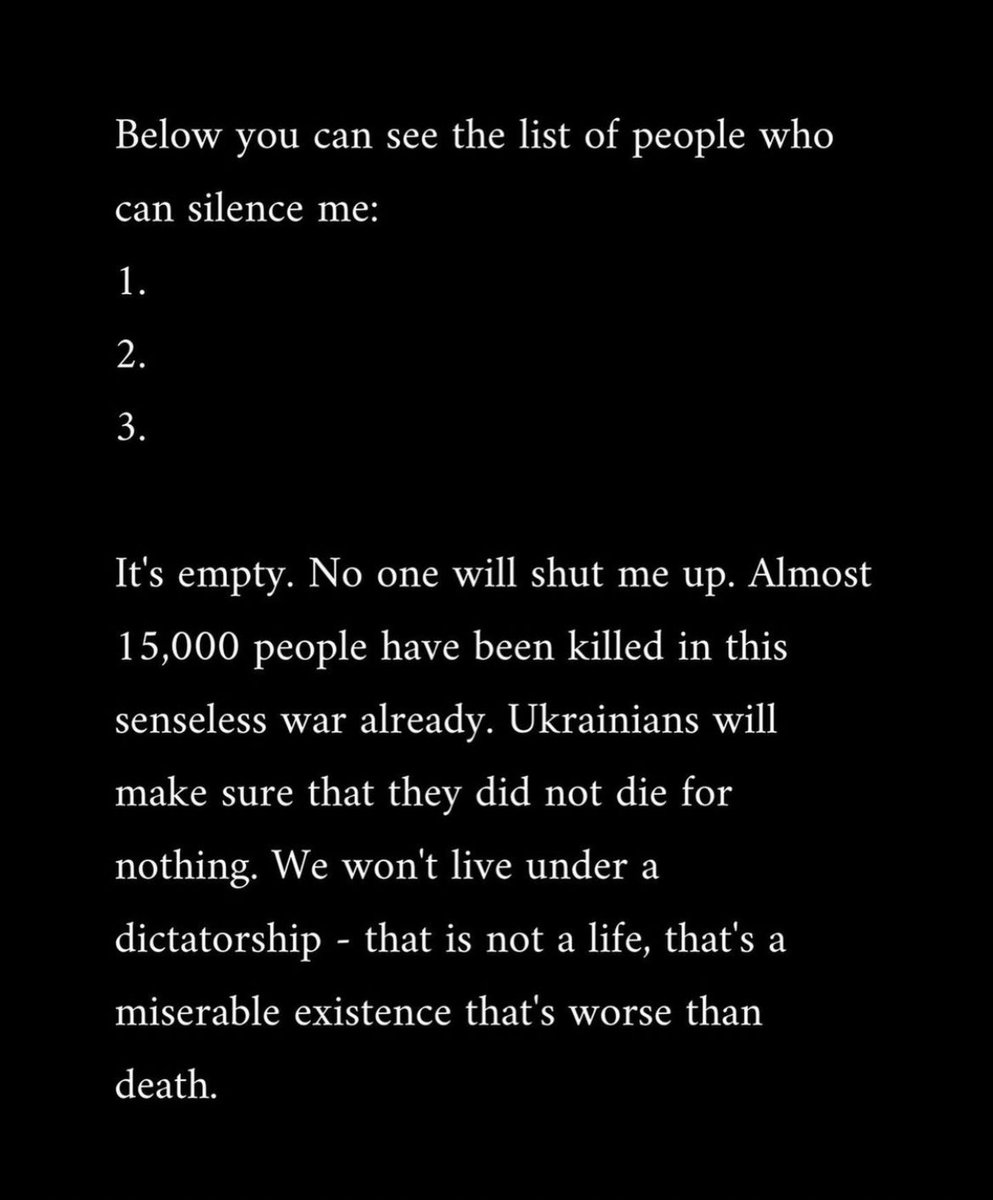 Below you can see the list of people who
can silence me:
1.
2.
3.
It's empty. No one will shut me up. Almost
15,000 people have been killed in this
senseless war already. Ukrainians will
make sure that they did not die for
nothing. We won't live under a
dictatorship - that is not a life, that's a
miserable existence that's worse than
death.